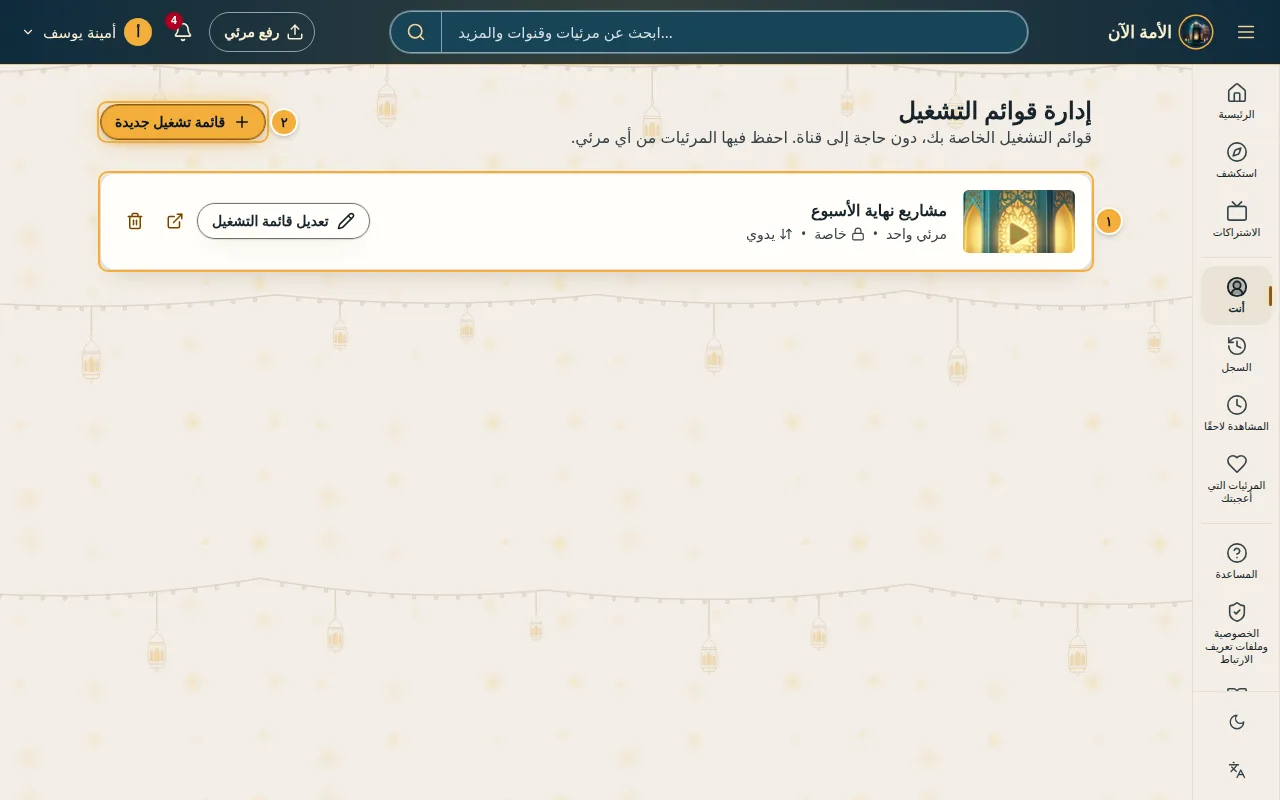 الأمة الآن
ابحث عن مرئيات وقنوات والمزيد...
رفع مرئي
4
أ
أمينة يوسف
الرئيسية
استكشف
الاشتراكات
أنت
السجل
المشاهدة لاحقًا
المرئيات التي
أعجبتك
المساعدة
الخصوصية
وملفات تعريف
الارتباط
إدارة قوائم التشغيل
قوائم التشغيل الخاصة بك، دون حاجة إلى قناة. احفظ فيها المرئيات من أي مرئي.
٢
قائمة تشغيل جديدة
١
مشاريع نهاية الأسبوع
مرئي واحد • خاصة • يدوي
تعديل قائمة التشغيل